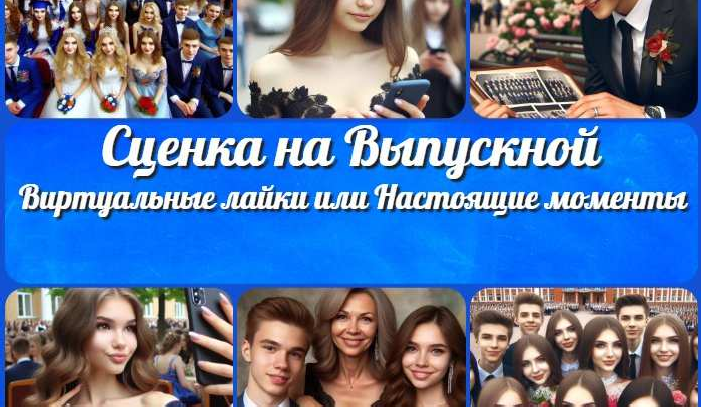 Сценка на Выпускной
Виртуальные лайки или Настоящие моменты